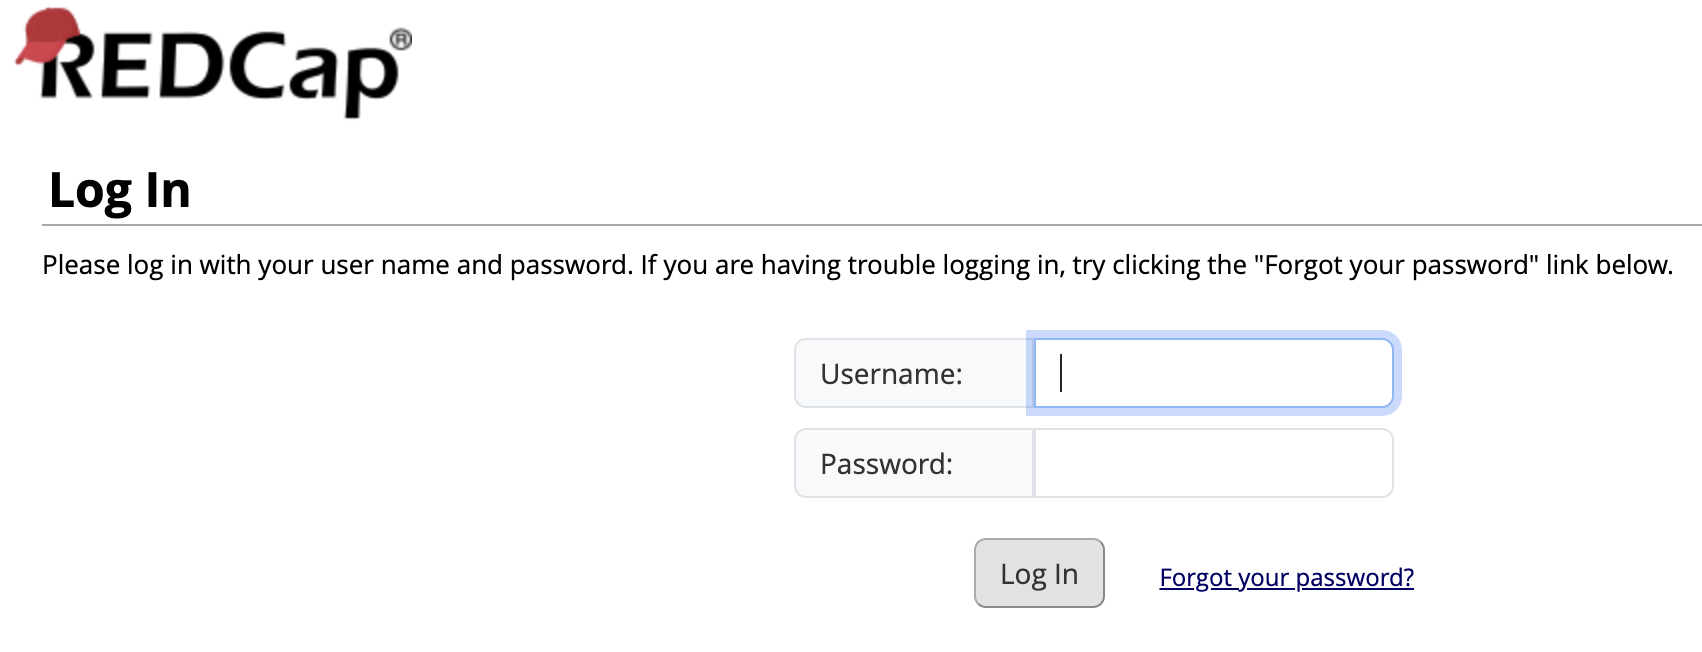 REDCap®
Log In
Please log in with your user name and password. If you are having trouble logging in, try clicking the "Forgot your password" link below.
Username:
Password:
Log In Forgot your password?